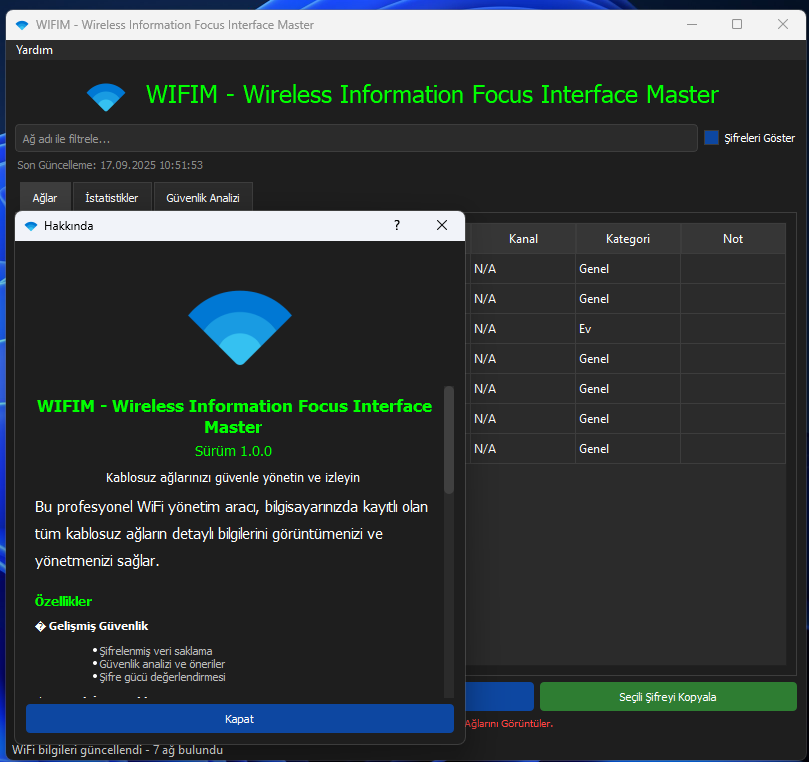 WIFIM - Wireless Information Focus Interface Master
Yardım
WIFIM - Wireless Information Focus Interface Master
Ağ adı ile filtrele...
Şifreleri Göster
Son Güncelleme: 17.09.2025 10:51:53
Ağlar İstatistikler Güvenlik Analizi
Hakkında ?
Kanal Kategori Not
N/A Genel
N/A Genel
N/A Ev
N/A Genel
N/A Genel
N/A Genel
N/A Genel
WIFIM - Wireless Information Focus Interface
Master
Sürüm 1.0.0
Kablosuz ağlarınızı güvenle yönetin ve izleyin
Bu profesyonel WiFi yönetim aracı, bilgisayarınızda kayıtlı olan
tüm kablosuz ağların detaylı bilgilerini görüntümenizi ve
yönetmenizi sağlar.
Özellikler
� Gelişmiş Güvenlik
• Şifrelenmiş veri saklama
• Güvenlik analizi ve öneriler
• Şifre gücü değerlendirmesi
Kapat
Seçili Şifreyi Kopyala
Ağlarını Görüntüler.
WiFi bilgileri güncellendi - 7 ağ bulundu